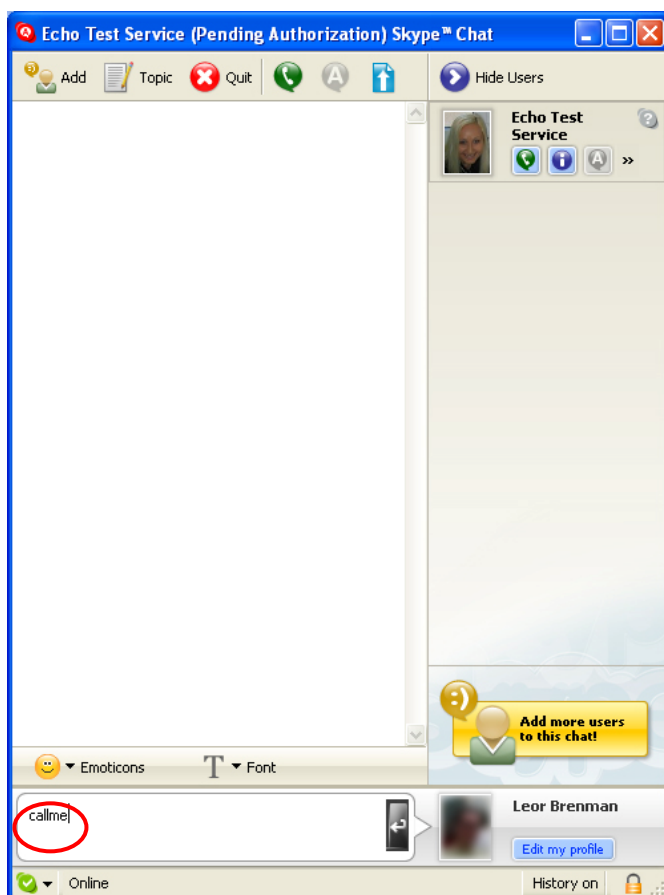 Echo Test Service (Pending Authorization) Skype™ Chat
Add Topic Quit Hide Users
Echo Test
Service
Add more users
to this chat!
Emoticons Font
callme
Leor Brenman
Edit my profile
Online History on